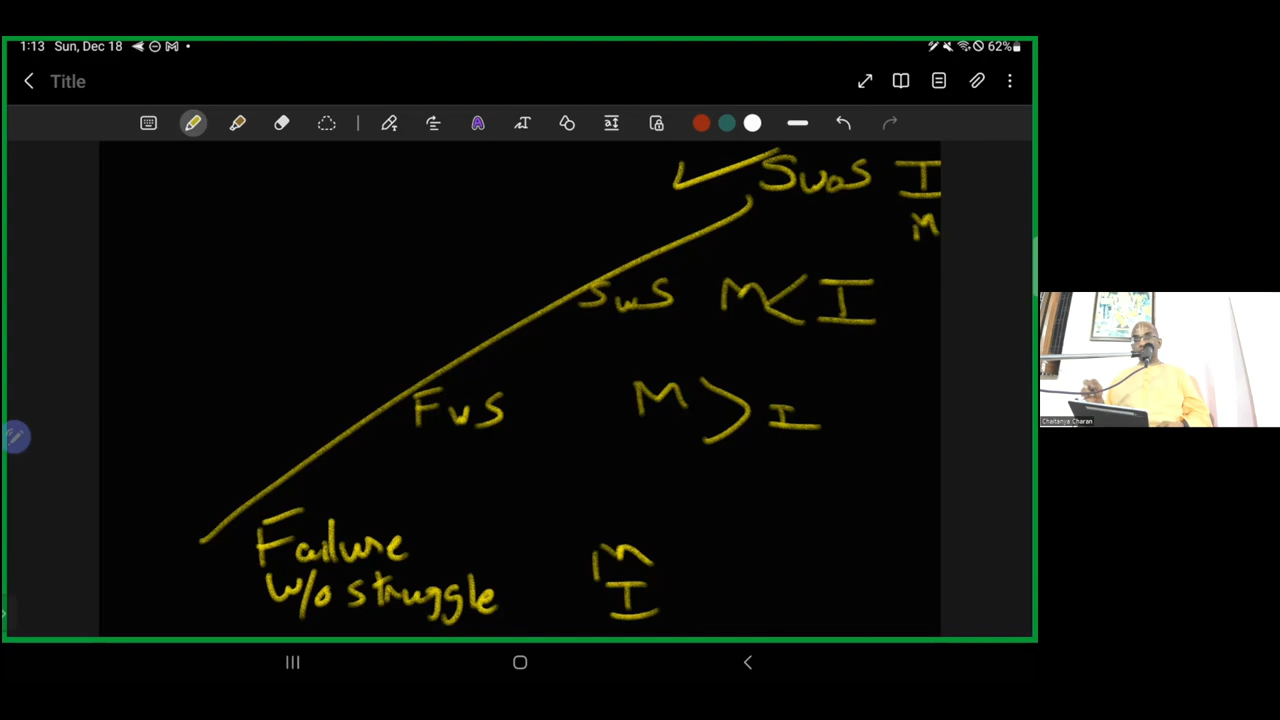 1:13 Sun, Dec 18
62%
Title
SwoS I
M
SwS M < I
FwS M > I
Failure M
w/o struggle I
Chaitanya Charan